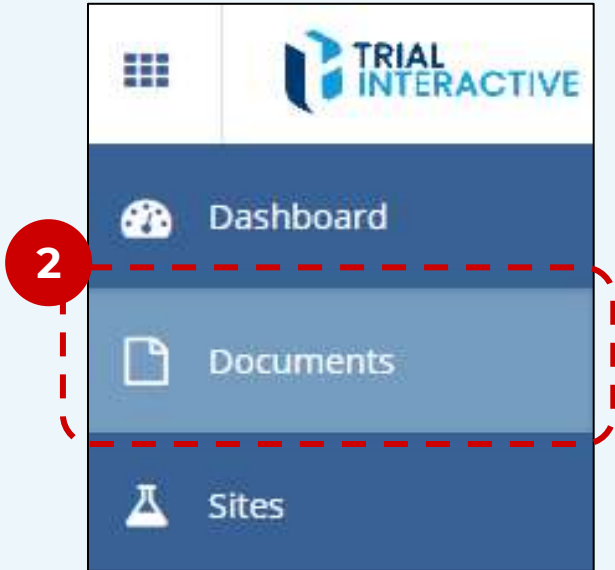 TRIAL
INTERACTIVE
Dashboard
2
Documents
Sites